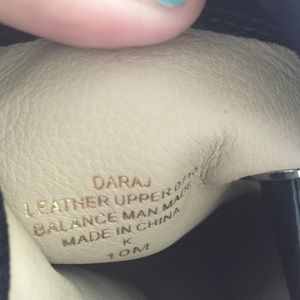 DARAJ
LEATHER UPPER
BALANCE MAN MADE
MADE IN CHINA
K
10M